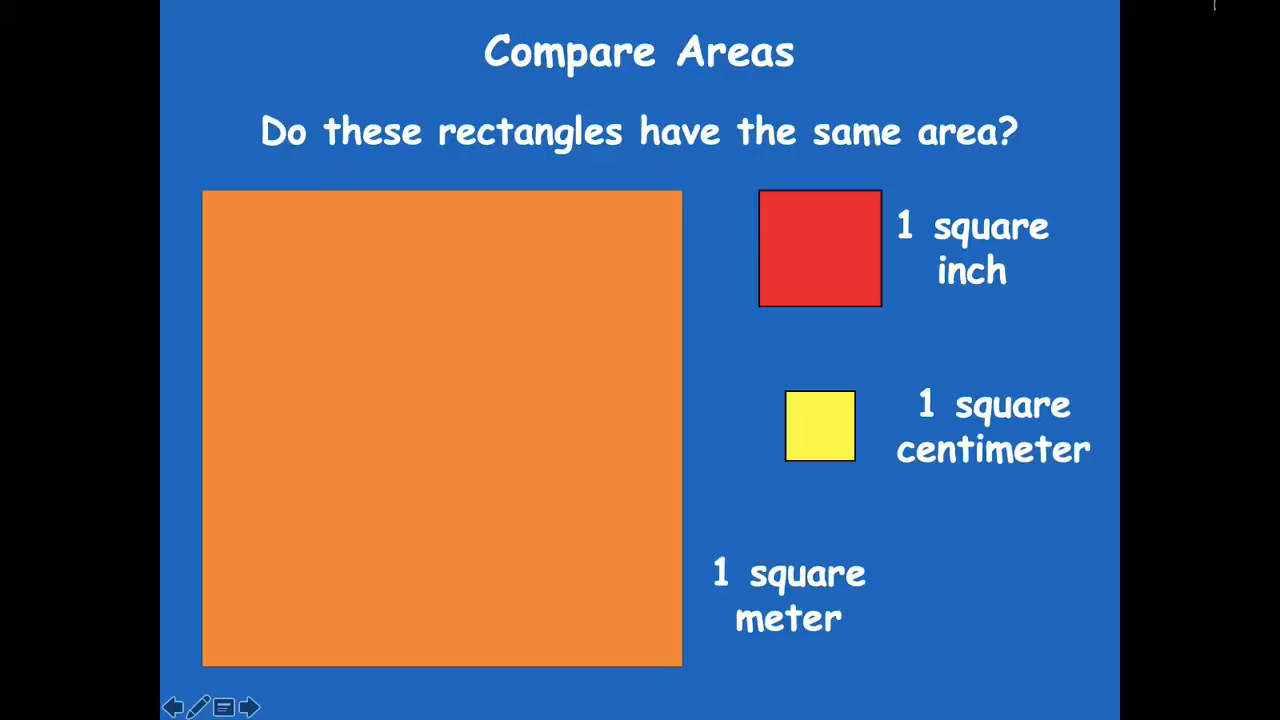 Compare Areas
Do these rectangles have the same area?
1 square
inch
1 square
centimeter
1 square
meter